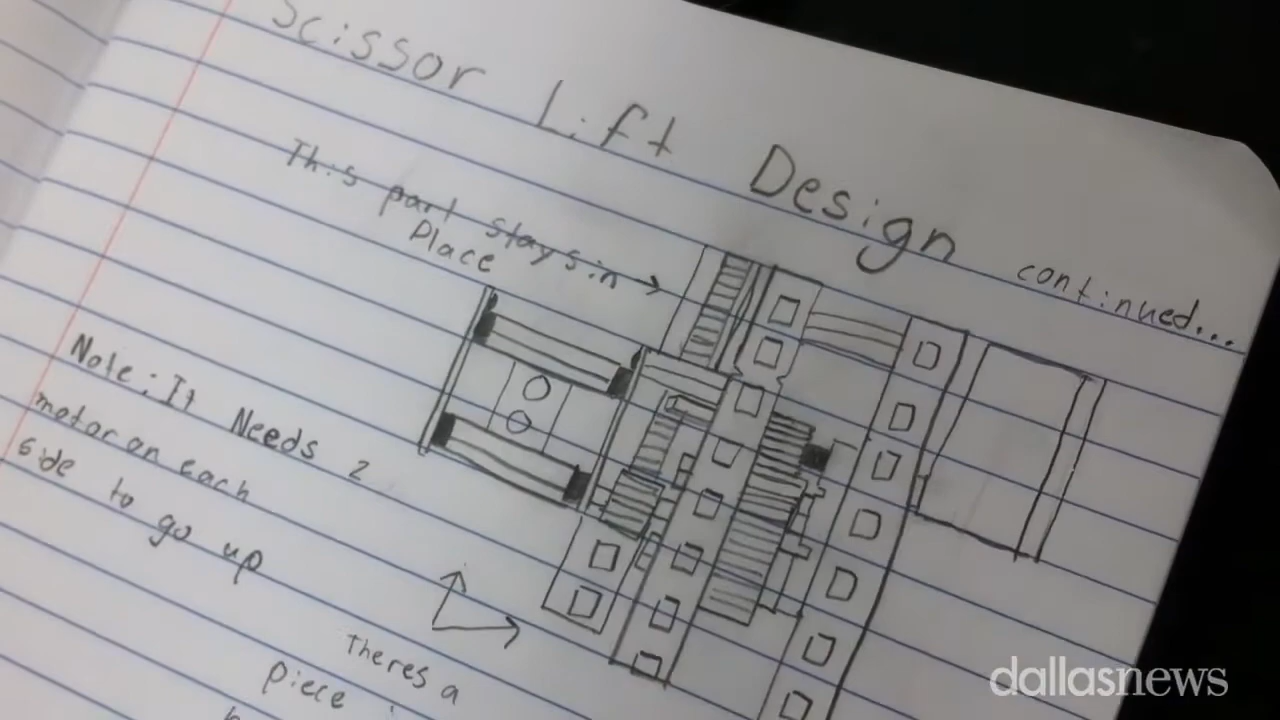 Scissor Lift Design continued...
This part stays in
Place
Note: It Needs 2
motor on each
side to go up
Theres a
piece
dallasnews